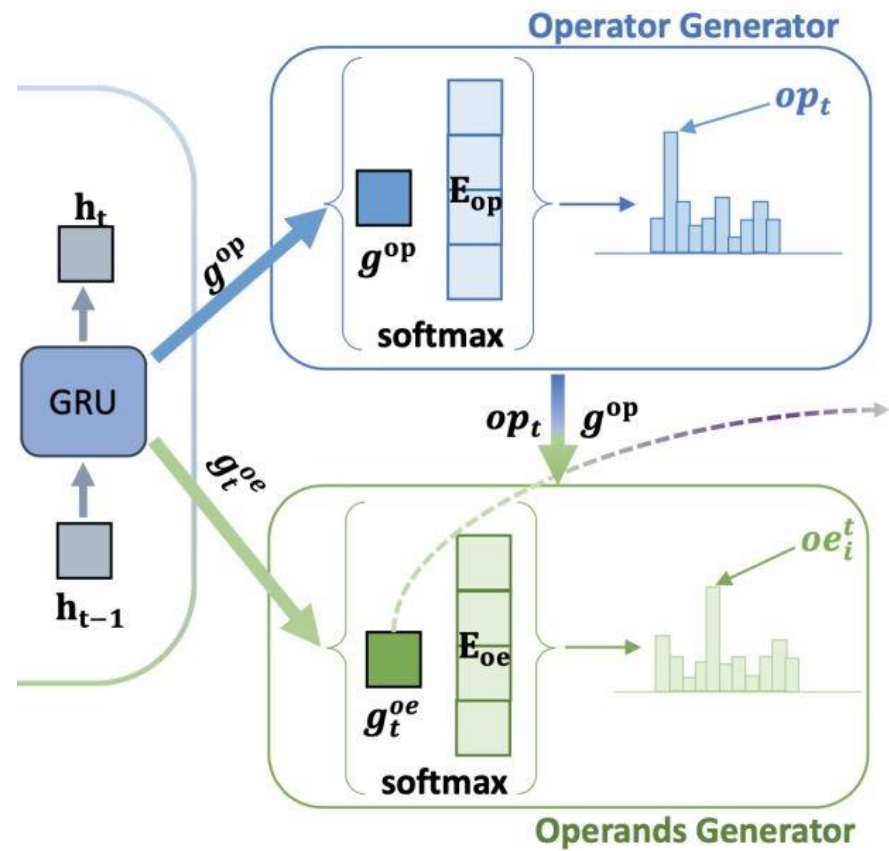 Operator Generator
op_t
h_t
g^op
E_op
g^op
softmax
GRU
op_t g^op
g_t^oe
oe_i^t
h_{t-1}
E_oe
g_t^oe
softmax
Operands Generator